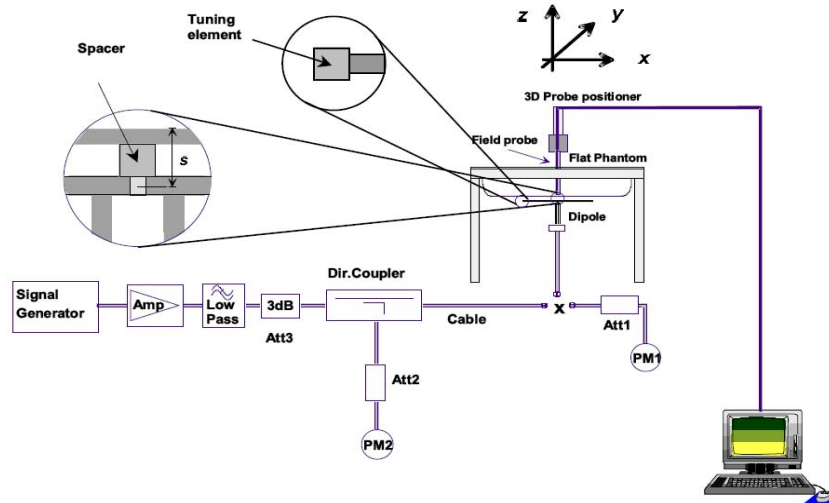 Tuning
element
Spacer
s
z
y
x
3D Probe positioner
Field probe
Flat Phantom
Dipole
Signal
Generator
Amp
Low
Pass
3dB
Att3
Dir.Coupler
Cable
x
Att1
PM1
Att2
PM2